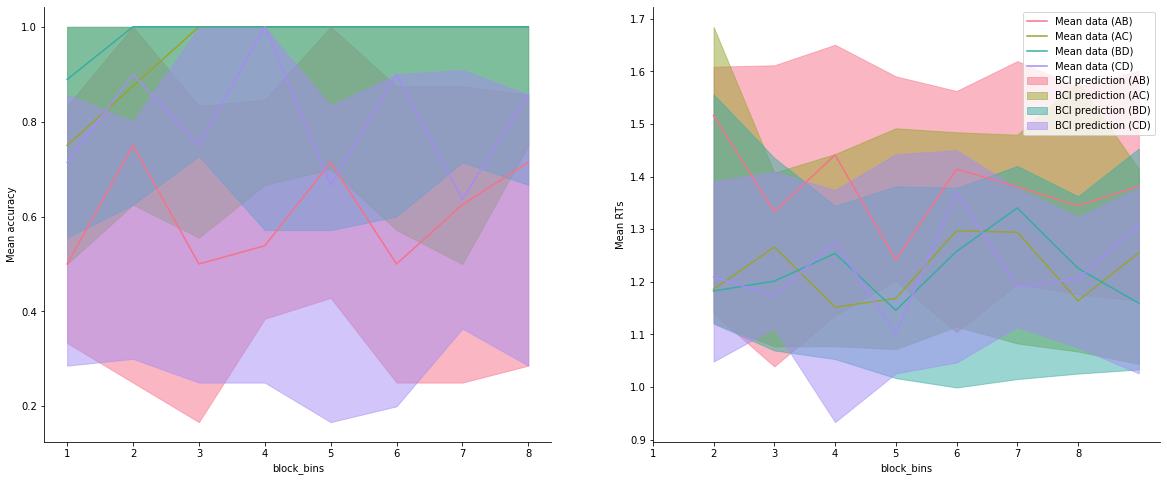 1.0
0.8
0.6
0.4
0.2
Mean accuracy
1 2 3 4 5 6 7 8
block_bins
1.7
1.6
1.5
1.4
1.3
1.2
1.1
1.0
0.9
Mean RTs
1 2 3 4 5 6 7 8
block_bins
Mean data (AB)
Mean data (AC)
Mean data (BD)
Mean data (CD)
BCI prediction (AB)
BCI prediction (AC)
BCI prediction (BD)
BCI prediction (CD)